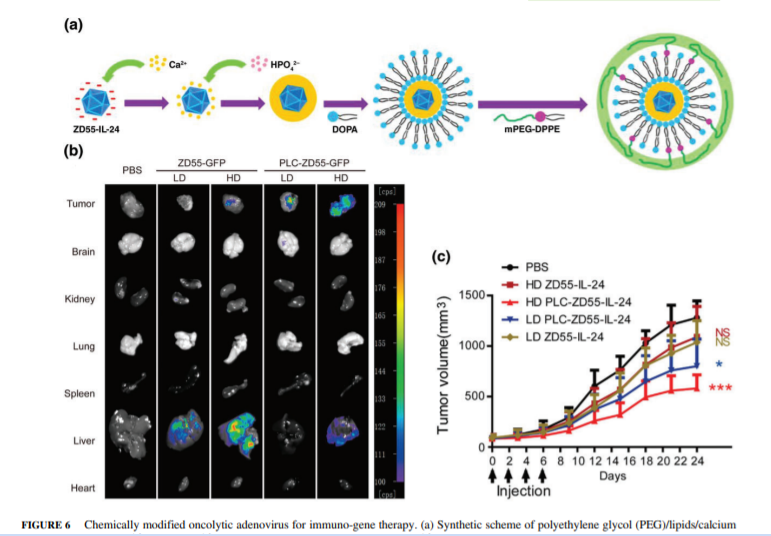 (a)
Ca²⁺
HPO₄²⁻
ZD55-IL-24
DOPA
mPEG-DPPE
(b)
PBS
ZD55-GFP
PLC-ZD55-GFP
LD
HD
LD
HD
Tumor
Brain
Kidney
Lung
Spleen
Liver
Heart
[cps]
209
198
187
176
165
155
144
133
122
111
100
[cps]
(c)
PBS
HD ZD55-IL-24
HD PLC-ZD55-IL-24
LD PLC-ZD55-IL-24
LD ZD55-IL-24
Tumor volume(mm3)
1500
1000
500
0
NS
NS
*
***
0 2 4 6 8 10 12 14 16 18 20 22 24
Days
Injection
FIGURE 6 Chemically modified oncolytic adenovirus for immuno-gene therapy. (a) Synthetic scheme of polyethylene glycol (PEG)/lipids/calcium